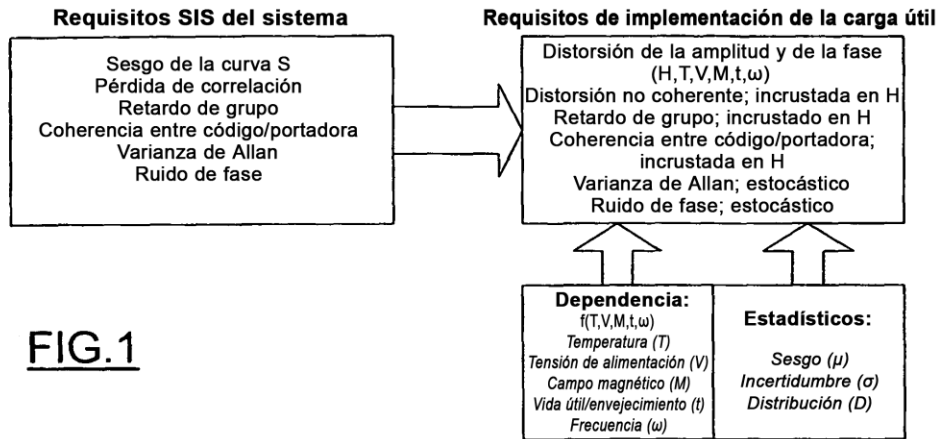 Requisitos SIS del sistema
Sesgo de la curva S
Pérdida de correlación
Retardo de grupo
Coherencia entre código/portadora
Varianza de Allan
Ruido de fase
Requisitos de implementación de la carga útil
Distorsión de la amplitud y de la fase
(H,T,V,M,t,ω)
Distorsión no coherente; incrustada en H
Retardo de grupo; incrustado en H
Coherencia entre código/portadora;
incrustada en H
Varianza de Allan; estocástico
Ruido de fase; estocástico
Dependencia:
f(T,V,M,t,ω)
Temperatura (T)
Tensión de alimentación (V)
Campo magnético (M)
Vida útil/envejecimiento (t)
Frecuencia (ω)
Estadísticos:
Sesgo (μ)
Incertidumbre (σ)
Distribución (D)
FIG.1